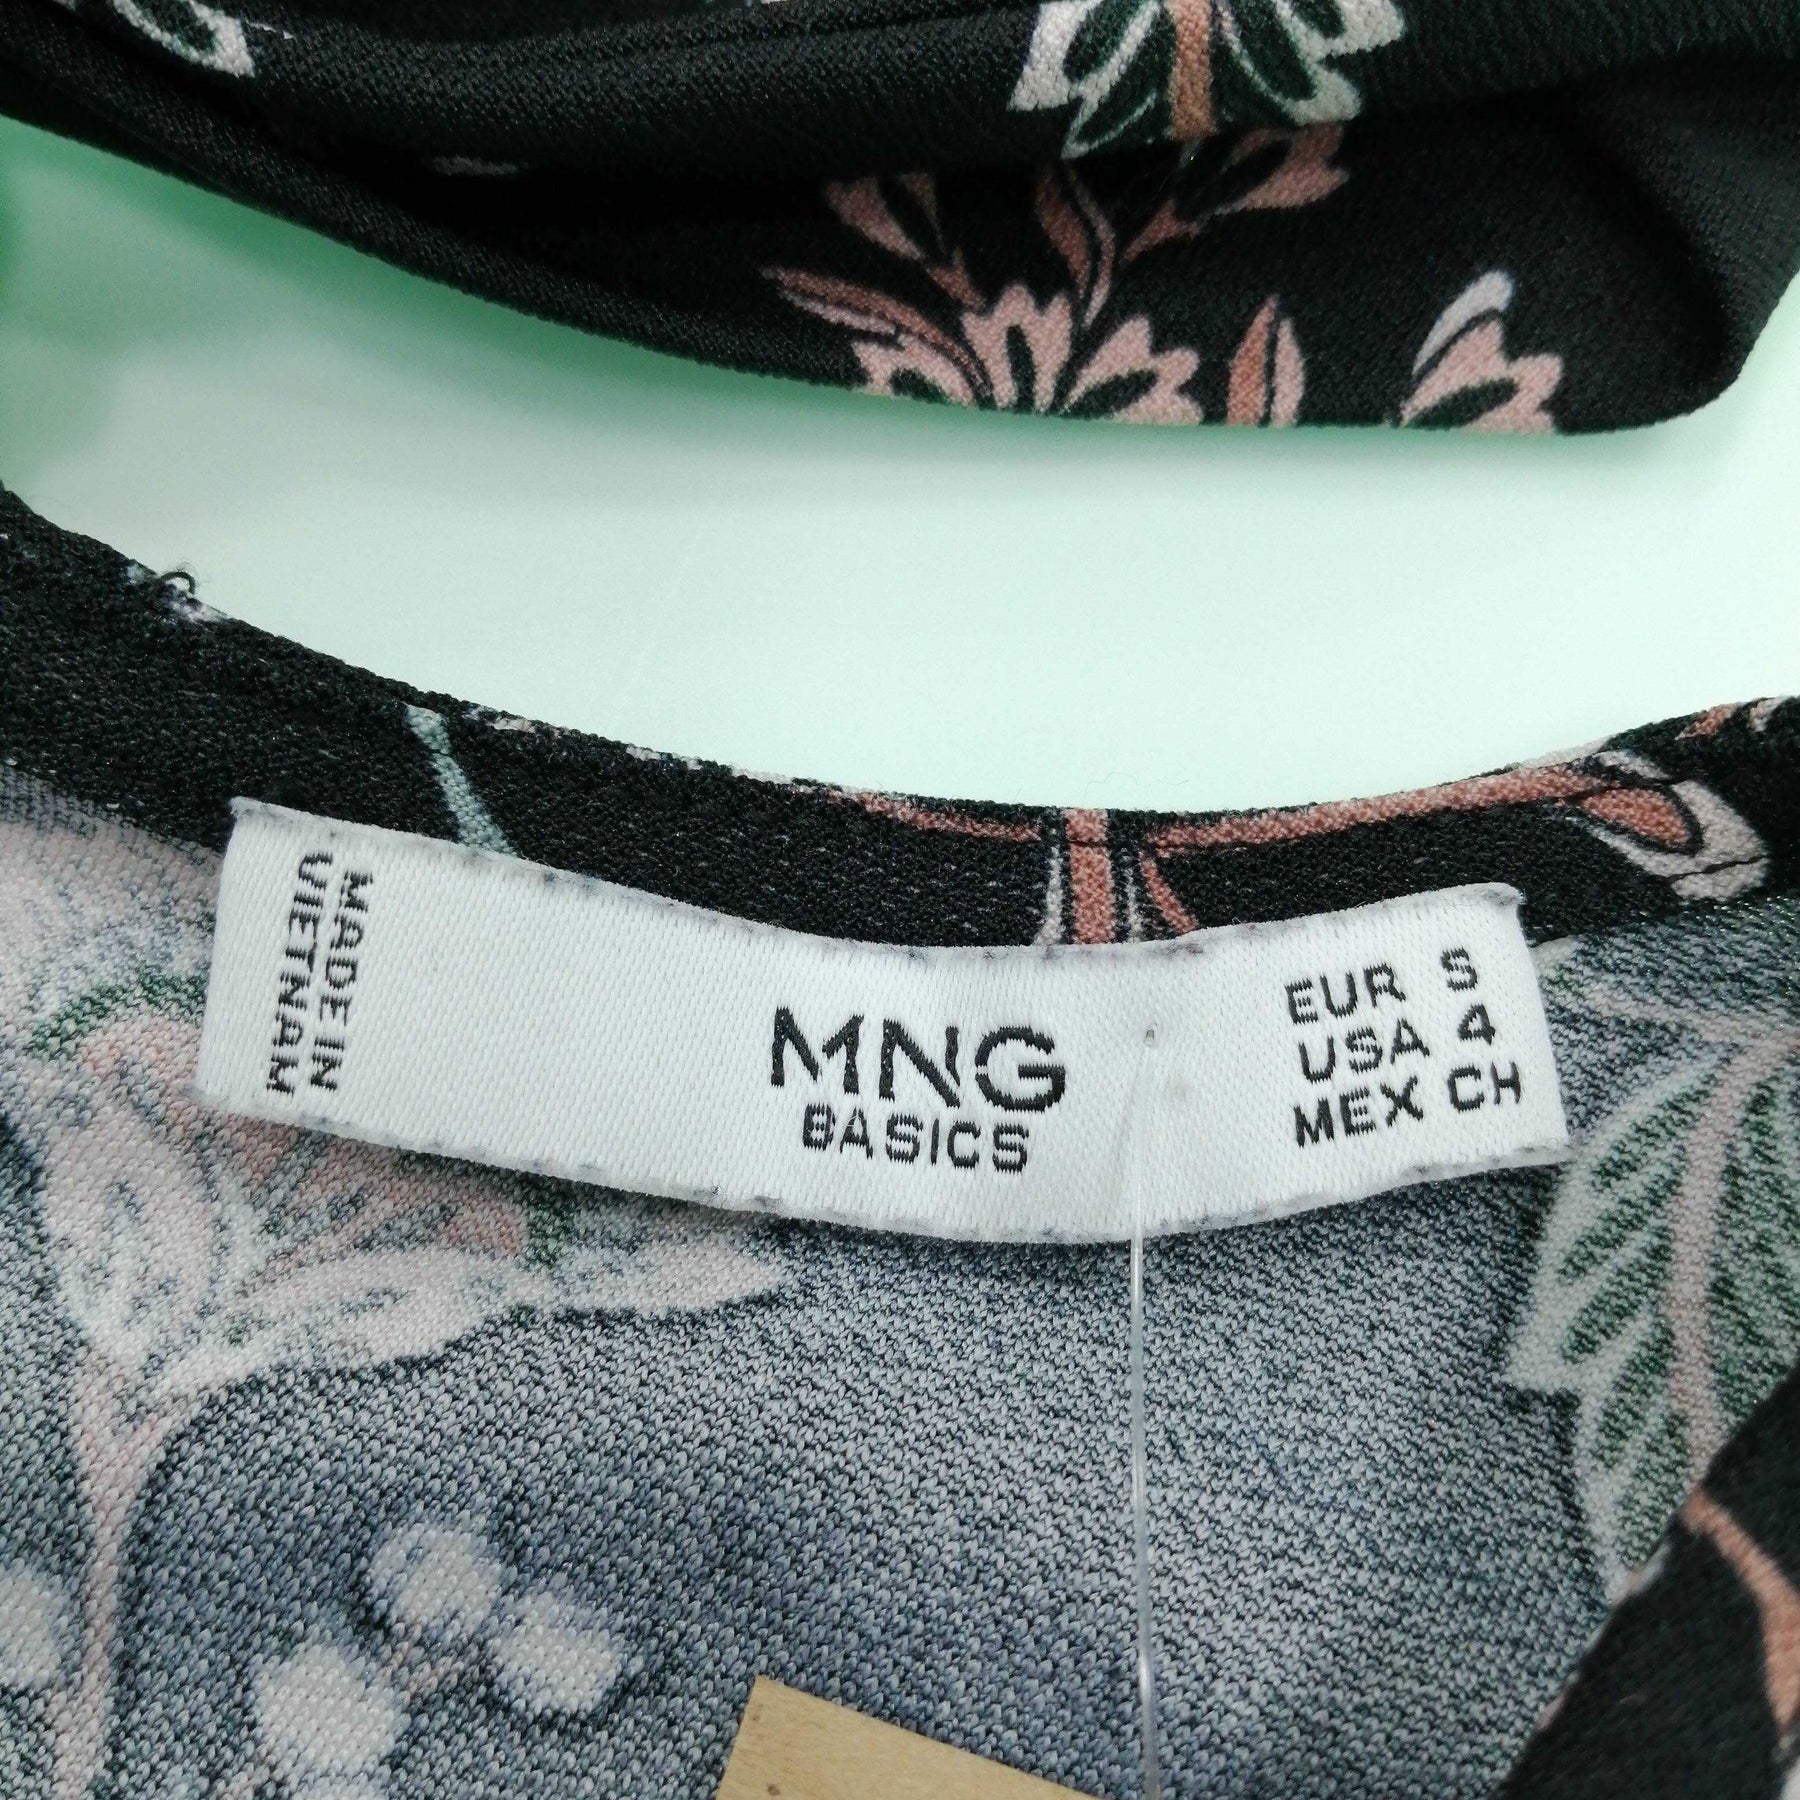 MADE IN
VIETNAM
MNG
BASICS
EUR S
USA 4
MEX CH